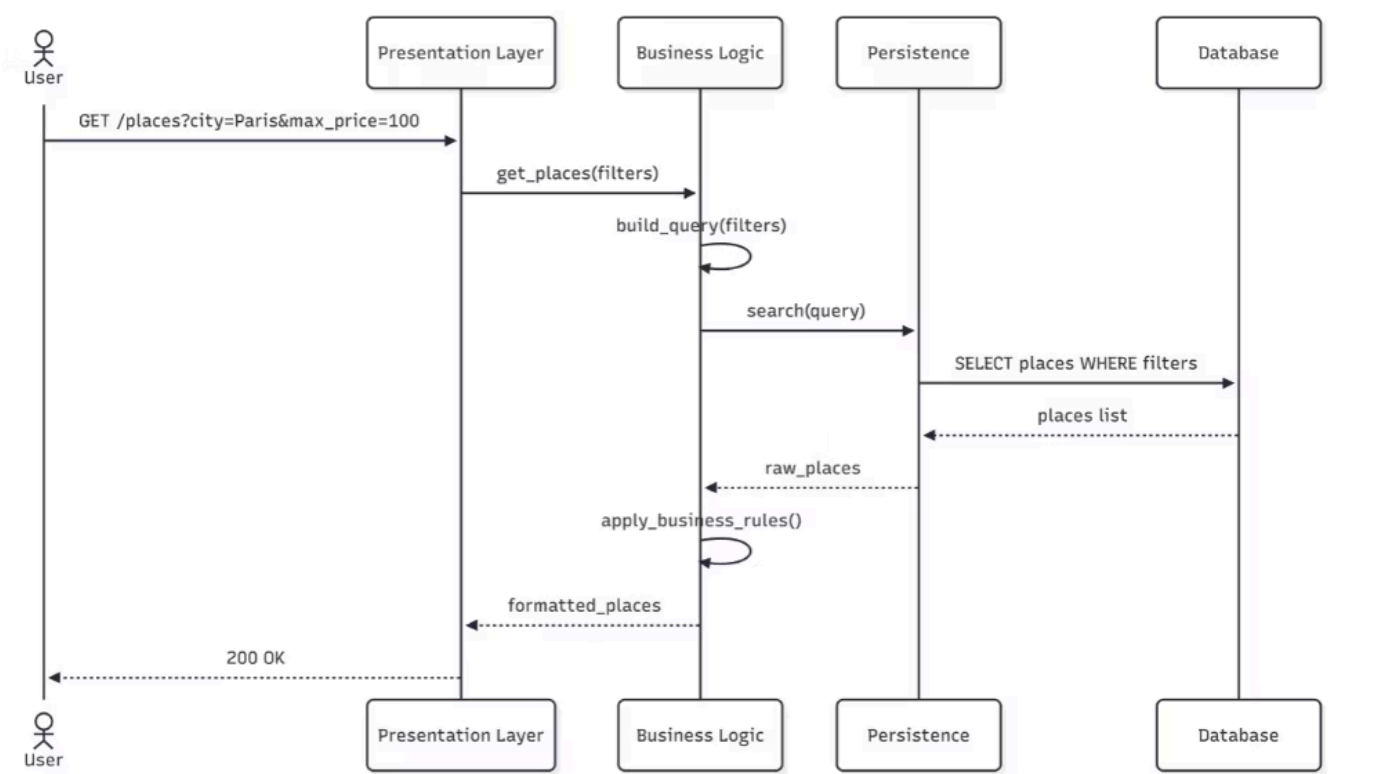 User
Presentation Layer
Business Logic
Persistence
Database
GET /places?city=Paris&max_price=100
get_places(filters)
build_query(filters)
search(query)
SELECT places WHERE filters
places list
raw_places
apply_business_rules()
formatted_places
200 OK
User
Presentation Layer
Business Logic
Persistence
Database